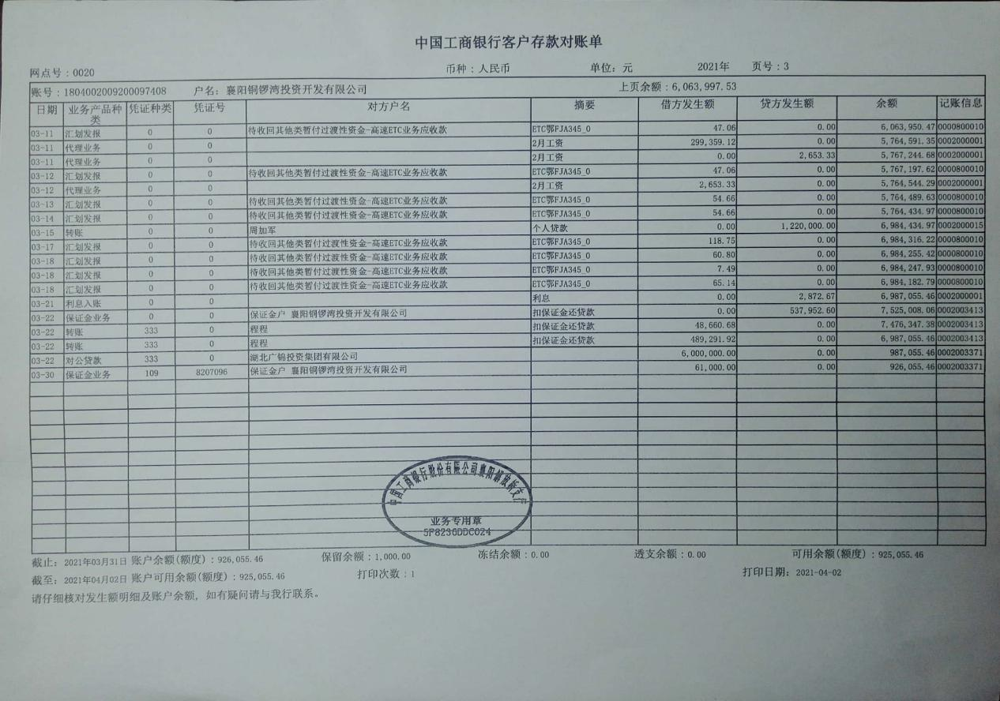 中国工商银行客户存款对账单
网点号：0020 币种：人民币 单位：元 2021年 页号：3
账号：1804002009200097408 户名：襄阳铜锣湾投资开发有限公司 上页余额：6,063,997.53
日期 业务产品种类 凭证种类 凭证号 对方户名 摘要 借方发生额 贷方发生额 余额 记账信息
03-11 汇划发报 0 0 待收回其他类暂付过渡性资金-高速ETC业务应收款 ETC鄂FJA345_0 47.06 0.00 6,063,950.47 0000800010
03-11 代理业务 0 0 2月工资 299,359.12 0.00 5,764,591.35 0002000001
03-11 代理业务 0 0 2月工资 0.00 2,653.33 5,767,244.68 0002000001
03-12 汇划发报 0 0 待收回其他类暂付过渡性资金-高速ETC业务应收款 ETC鄂FJA345_0 47.06 0.00 5,767,197.62 0000800010
03-12 代理业务 0 0 2月工资 2,653.33 0.00 5,764,544.29 0002000001
03-13 汇划发报 0 0 待收回其他类暂付过渡性资金-高速ETC业务应收款 ETC鄂FJA345_0 54.66 0.00 5,764,489.63 0000800010
03-14 汇划发报 0 0 待收回其他类暂付过渡性资金-高速ETC业务应收款 ETC鄂FJA345_0 54.66 0.00 5,764,434.97 0000800010
03-15 转账 0 0 周加军 个人贷款 0.00 1,220,000.00 6,984,434.97 0002000015
03-17 汇划发报 0 0 待收回其他类暂付过渡性资金-高速ETC业务应收款 ETC鄂FJA345_0 118.75 0.00 6,984,316.22 0000800010
03-18 汇划发报 0 0 待收回其他类暂付过渡性资金-高速ETC业务应收款 ETC鄂FJA345_0 60.80 0.00 6,984,255.42 0000800010
03-18 汇划发报 0 0 待收回其他类暂付过渡性资金-高速ETC业务应收款 ETC鄂FJA345_0 7.49 0.00 6,984,247.93 0000800010
03-18 汇划发报 0 0 待收回其他类暂付过渡性资金-高速ETC业务应收款 ETC鄂FJA345_0 65.14 0.00 6,984,182.79 0000800010
03-21 利息入账 0 0 利息 0.00 2,872.67 6,987,055.46 0002000001
03-22 保证金业务 0 0 保证金户 襄阳铜锣湾投资开发有限公司 扣保证金还贷款 0.00 537,952.60 7,525,008.06 0002003413
03-22 转账 333 0 程程 扣保证金还贷款 48,660.68 0.00 7,476,347.38 0002003413
03-22 转账 333 0 程程 扣保证金还贷款 489,291.92 0.00 6,987,055.46 0002003413
03-22 对公贷款 333 0 湖北广锦投资集团有限公司 6,000,000.00 0.00 987,055.46 0002003371
03-30 保证金业务 109 8207096 保证金户 襄阳铜锣湾投资开发有限公司 61,000.00 0.00 926,055.46 0002003371
中国工商银行股份有限公司襄阳解放桥支行
业务专用章
5F8236DDC024
截止：2021年03月31日 账户余额(额度)：926,055.46 保留余额：1,000.00 冻结余额：0.00 透支余额：0.00 可用余额(额度)：925,055.46
截至：2021年04月02日 账户可用余额(额度)：925,055.46 打印次数：1 打印日期：2021-04-02
请仔细核对发生额明细及账户余额，如有疑问请与我行联系。